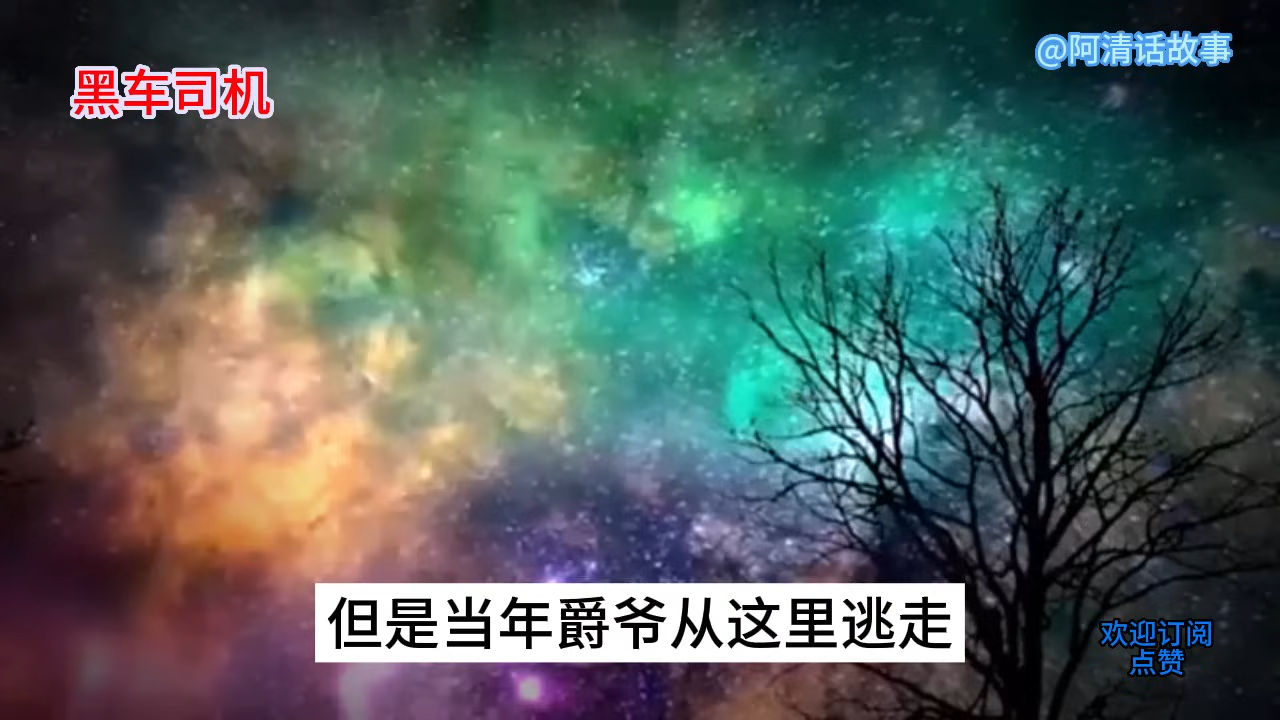 @阿清话故事
黑车司机
但是当年爵爷从这里逃走
欢迎订阅
点赞